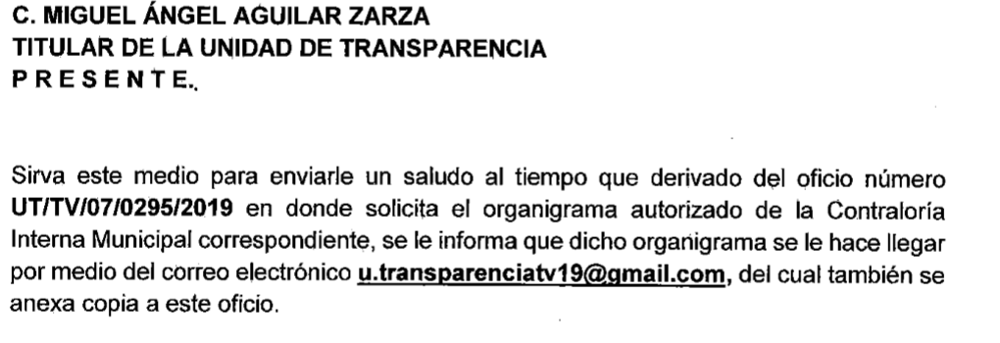 C. MIGUEL ÁNGEL AGUILAR ZARZA
TITULAR DE LA UNIDAD DE TRANSPARENCIA
P R E S E N T E.
Sirva este medio para enviarle un saludo al tiempo que derivado del oficio número
UT/TV/07/0295/2019 en donde solicita el organigrama autorizado de la Contraloría
Interna Municipal correspondiente, se le informa que dicho organigrama se le hace llegar
por medio del correo electrónico u.transparenciatv19@gmail.com, del cual también se
anexa copia a este oficio.